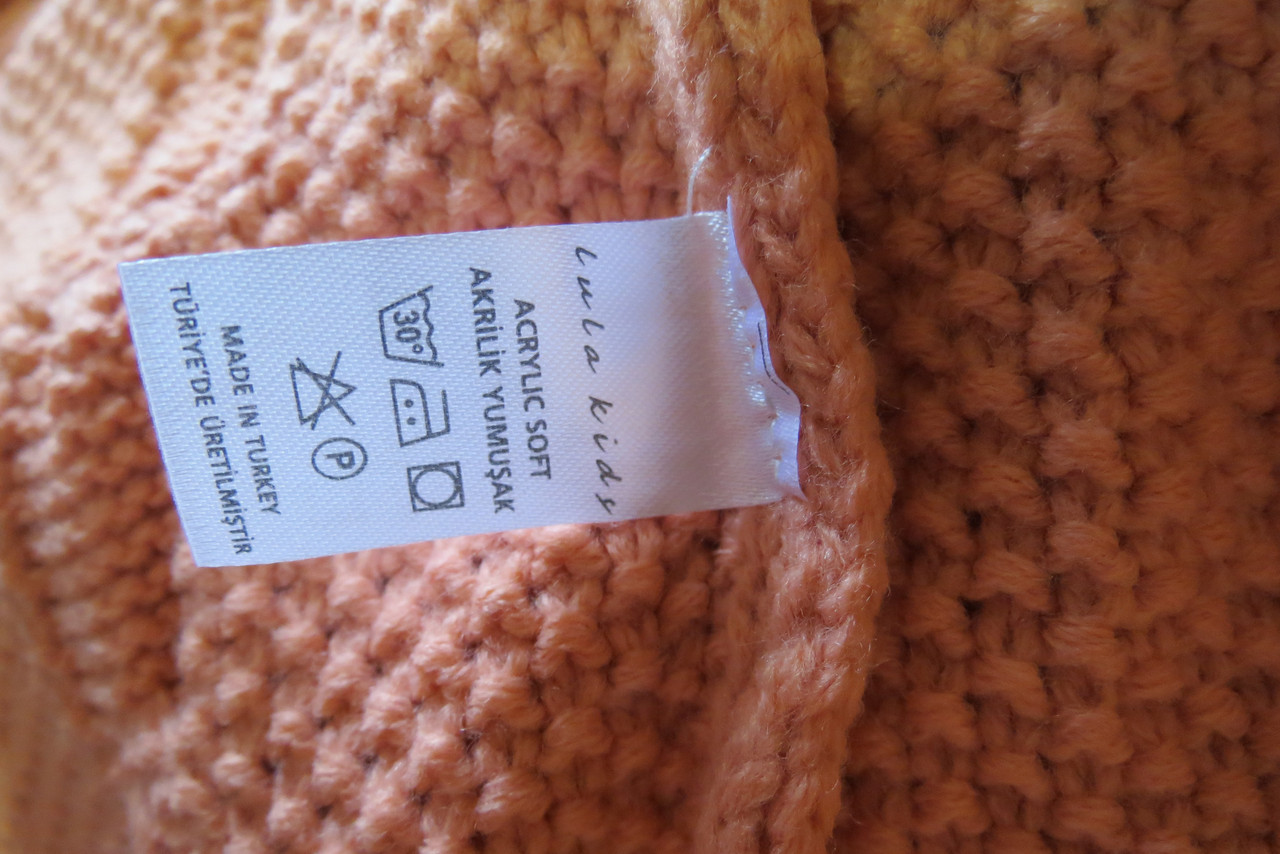 Lula kids
ACRYLIC SOFT
AKRİLİK YUMUŞAK
30°
P
MADE IN TURKEY
TÜRİYE'DE ÜRETİLMİŞTİR